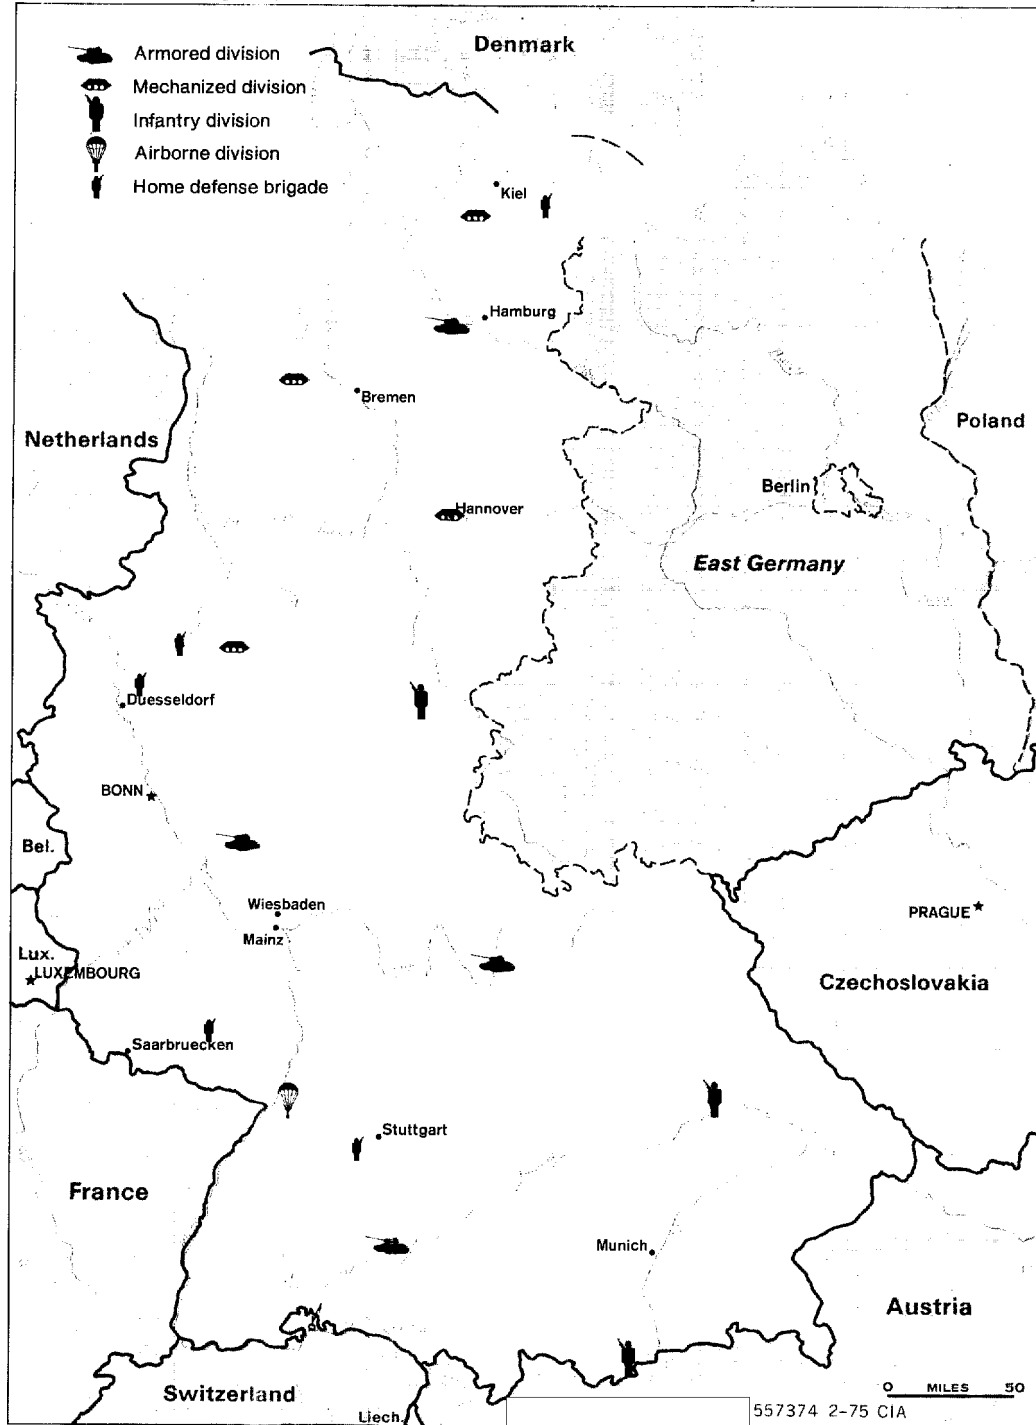 Denmark
Armored division
Mechanized division
Infantry division
Airborne division
Home defense brigade
Kiel
Hamburg
Bremen
Netherlands
Poland
Berlin
Hannover
East Germany
Duesseldorf
BONN
Bel.
Wiesbaden
Mainz
PRAGUE
Lux.
LUXEMBOURG
Czechoslovakia
Saarbruecken
Stuttgart
France
Munich
Austria
Switzerland
Liech.
0 MILES 50
557374 2-75 CIA